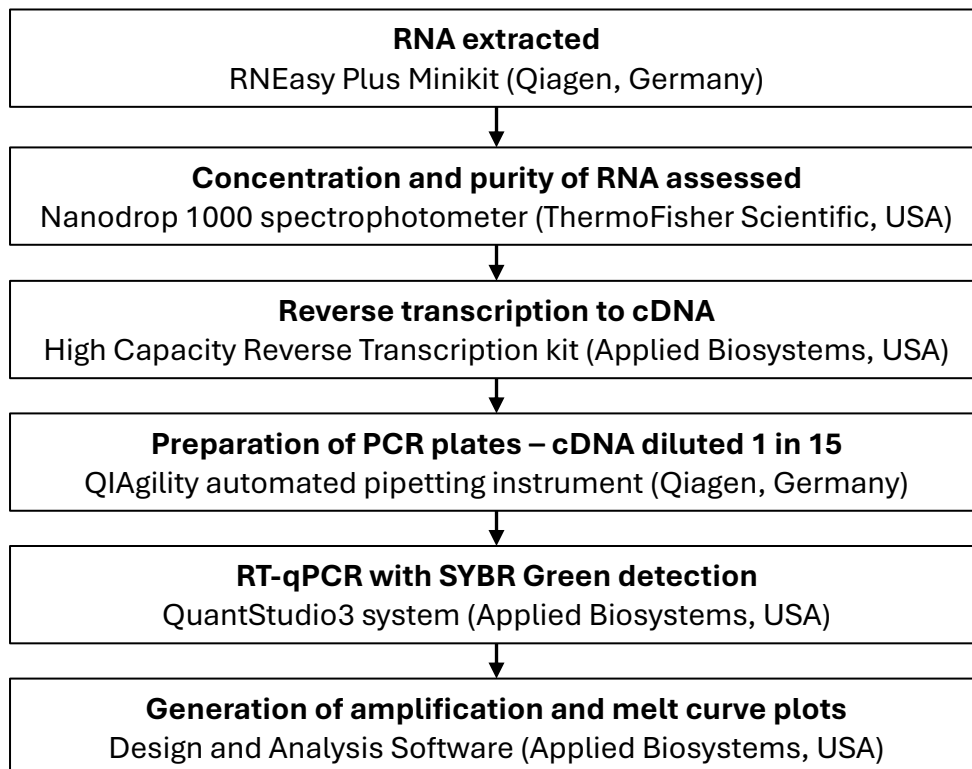 RNA extracted
RNEasy Plus Minikit (Qiagen, Germany)
Concentration and purity of RNA assessed
Nanodrop 1000 spectrophotometer (ThermoFisher Scientific, USA)
Reverse transcription to cDNA
High Capacity Reverse Transcription kit (Applied Biosystems, USA)
Preparation of PCR plates – cDNA diluted 1 in 15
QIAgility automated pipetting instrument (Qiagen, Germany)
RT-qPCR with SYBR Green detection
QuantStudio3 system (Applied Biosystems, USA)
Generation of amplification and melt curve plots
Design and Analysis Software (Applied Biosystems, USA)